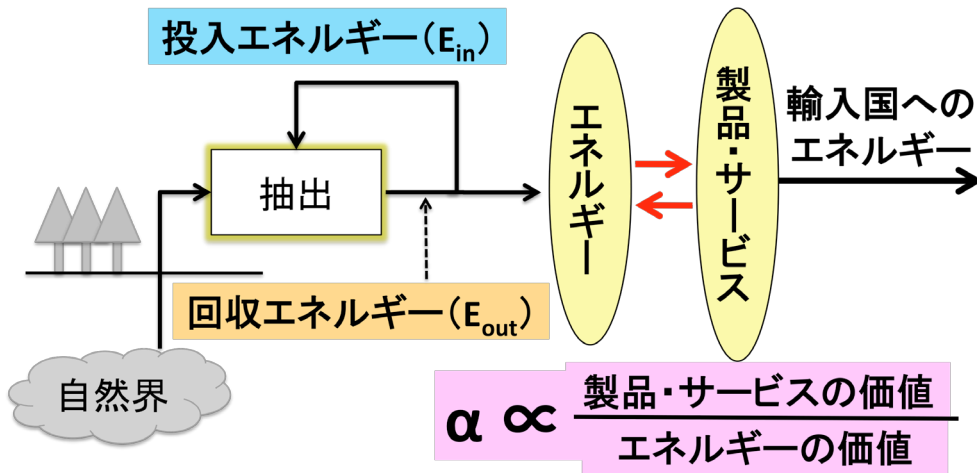 投入エネルギー(E_in)
抽出
エネルギー
製品・サービス
輸入国への
エネルギー
回収エネルギー(E_out)
自然界
α ∝ 製品・サービスの価値
エネルギーの価値